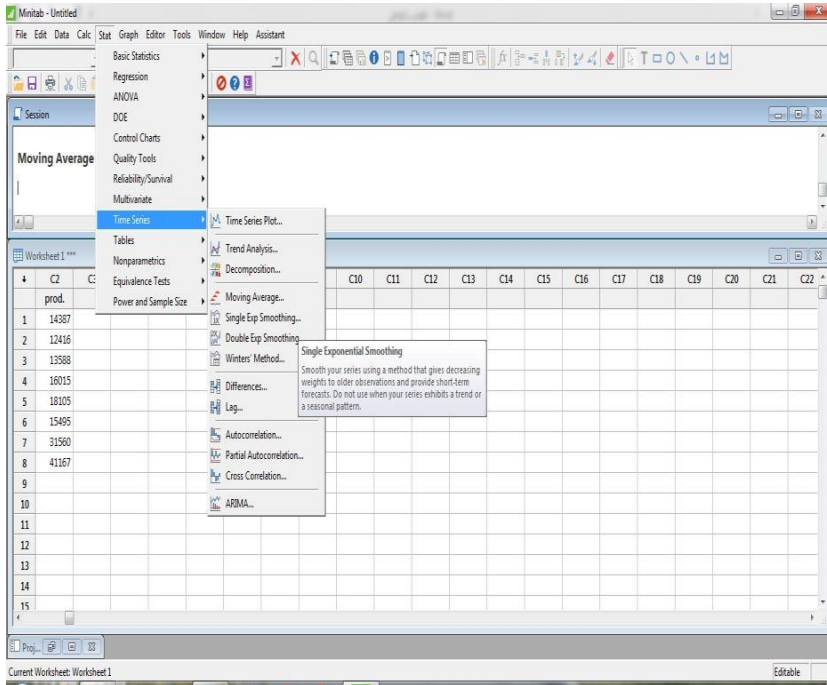 Minitab - Untitled
File Edit Data Calc Stat Graph Editor Tools Window Help Assistant
Basic Statistics
Regression
ANOVA
DOE
Control Charts
Quality Tools
Reliability/Survival
Multivariate
Time Series
Tables
Nonparametrics
Equivalence Tests
Power and Sample Size
Time Series Plot...
Trend Analysis...
Decomposition...
Moving Average...
Single Exp Smoothing...
Double Exp Smoothing
Winters' Method...
Differences...
Lag...
Autocorrelation...
Partial Autocorrelation...
Cross Correlation...
ARIMA...
Single Exponential Smoothing
Smooth your series using a method that gives decreasing
weights to older observations and provide short-term
forecasts. Do not use when your series exhibits a trend or
a seasonal pattern.
Session
Moving Average
Worksheet 1 ***
C2 C10 C11 C12 C13 C14 C15 C16 C17 C18 C19 C20 C21 C22
prod.
1 14387
2 12416
3 13588
4 16015
5 18105
6 15495
7 31560
8 41167
9
10
11
12
13
14
15
Proj...
Current Worksheet: Worksheet 1
Editable